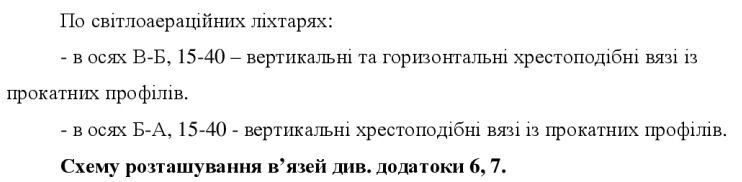 По світлоаераційних ліхтарях:
- в осях В-Б, 15-40 – вертикальні та горизонтальні хрестоподібні вязі із
прокатних профілів.
- в осях Б-А, 15-40 - вертикальні хрестоподібні вязі із прокатних профілів.
Схему розташування в’язей див. додатоки 6, 7.